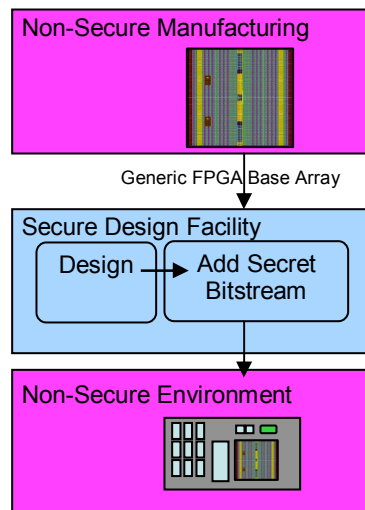 Non-Secure Manufacturing
Generic FPGA Base Array
Secure Design Facility
Design
Add Secret
Bitstream
Non-Secure Environment